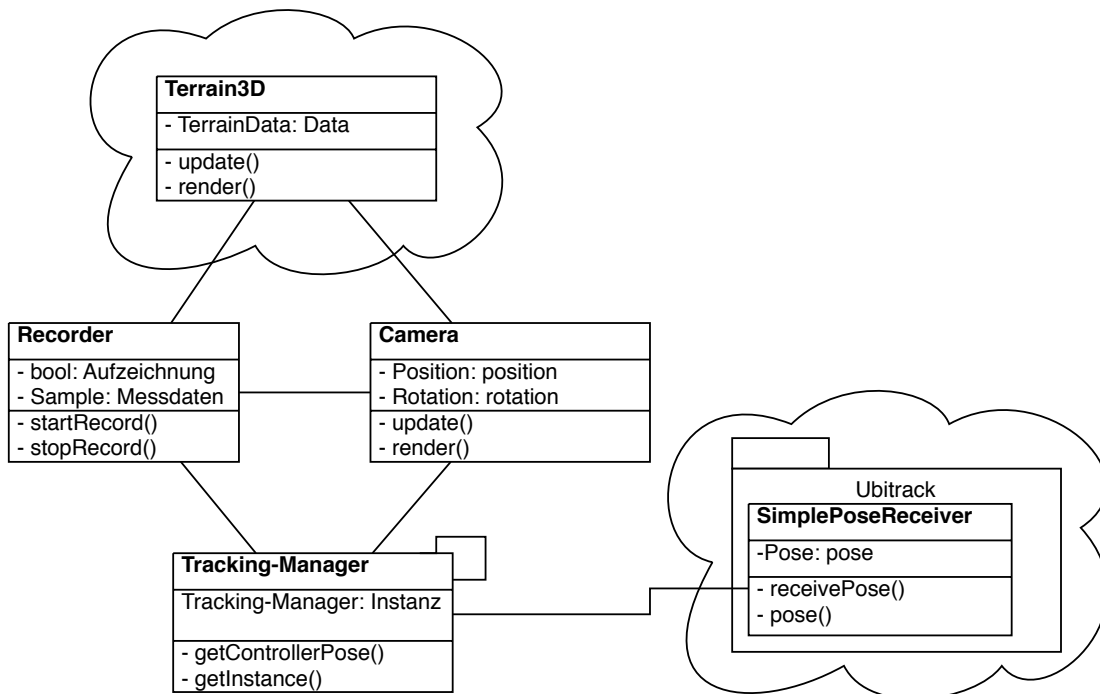 Terrain3D
- TerrainData: Data
- update()
- render()
Recorder
- bool: Aufzeichnung
- Sample: Messdaten
- startRecord()
- stopRecord()
Camera
- Position: position
- Rotation: rotation
- update()
- render()
Ubitrack
SimplePoseReceiver
-Pose: pose
- receivePose()
- pose()
Tracking-Manager
Tracking-Manager: Instanz
- getControllerPose()
- getInstance()